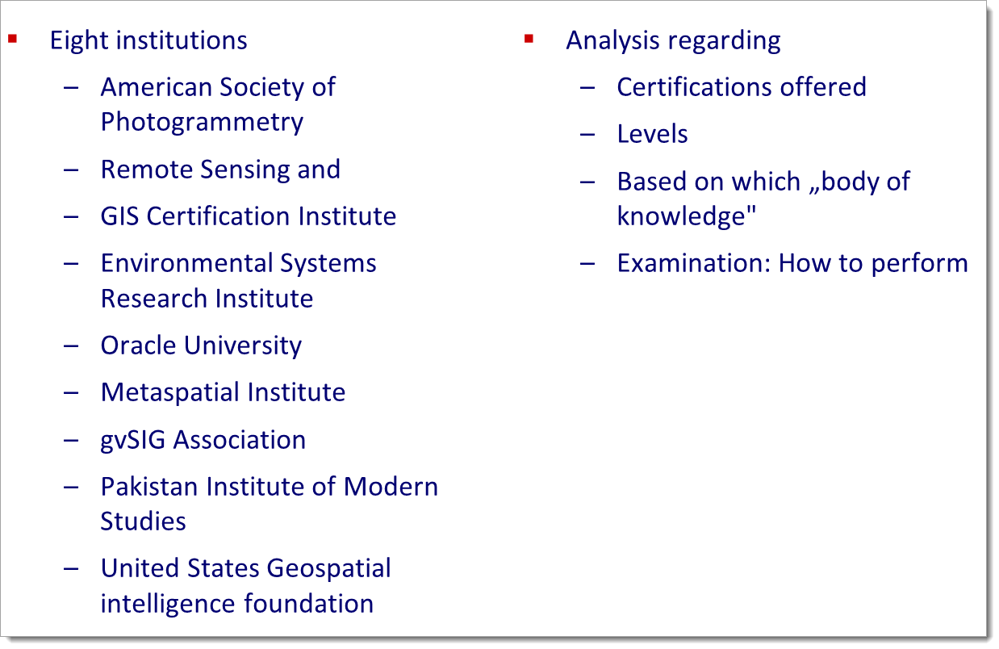 ▪ Eight institutions
– American Society of
Photogrammetry
– Remote Sensing and
– GIS Certification Institute
– Environmental Systems
Research Institute
– Oracle University
– Metaspatial Institute
– gvSIG Association
– Pakistan Institute of Modern
Studies
– United States Geospatial
intelligence foundation
▪ Analysis regarding
– Certifications offered
– Levels
– Based on which „body of
knowledge"
– Examination: How to perform